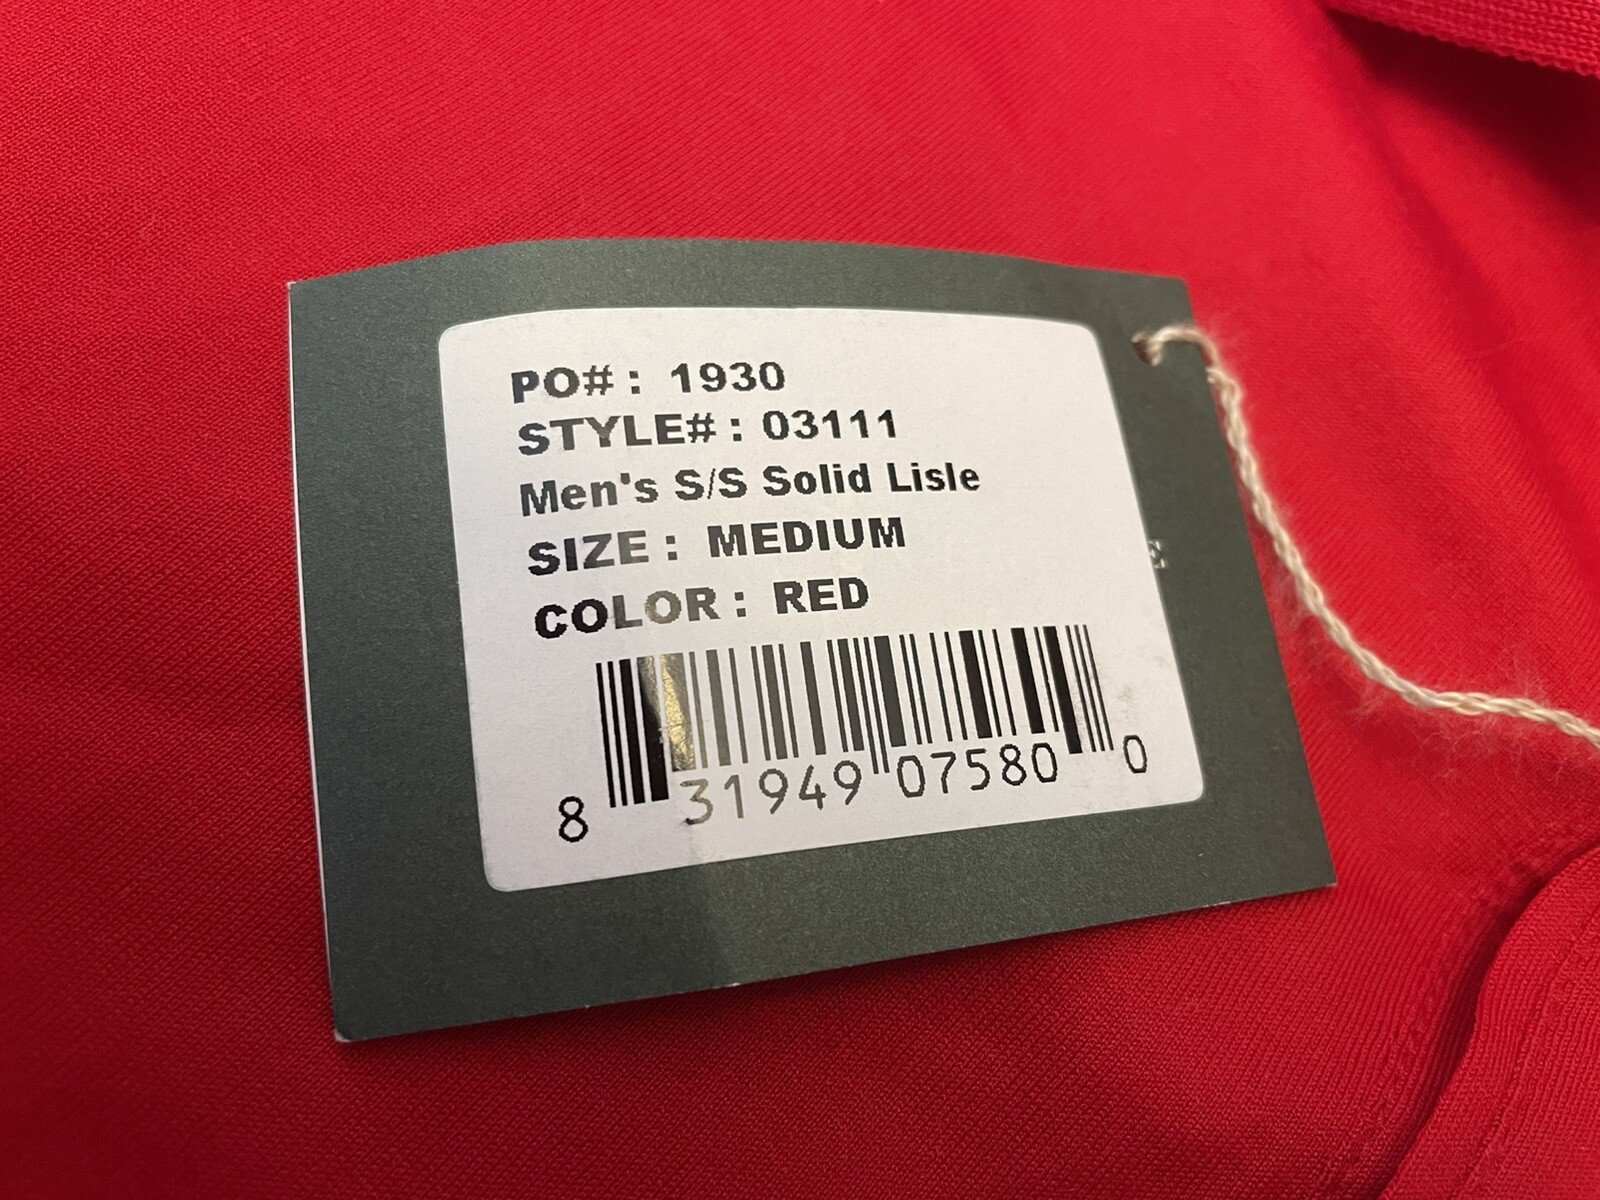 PO# : 1930
STYLE# : 03111
Men's S/S Solid Lisle
SIZE : MEDIUM
COLOR : RED
8 31949 07580 0